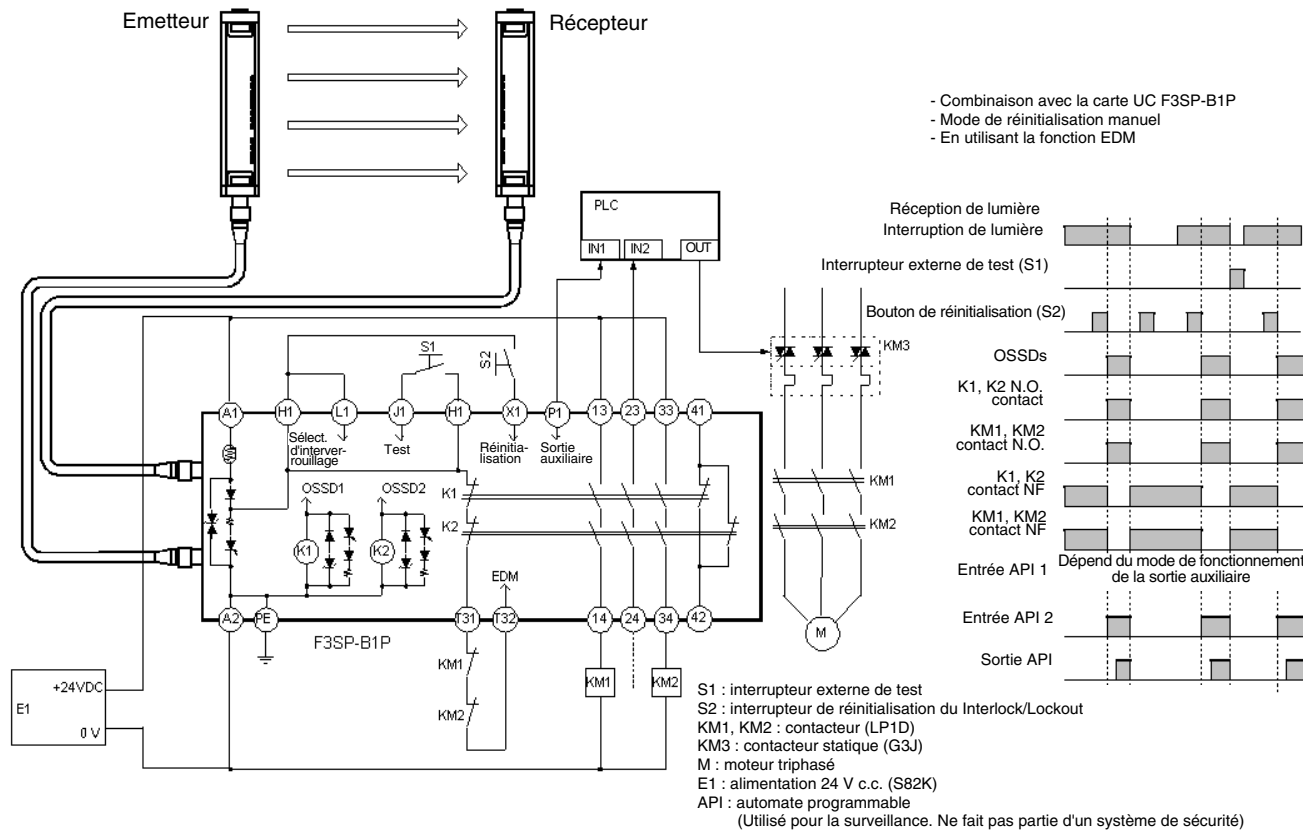 Emetteur
Récepteur
- Combinaison avec la carte UC F3SP-B1P
- Mode de réinitialisation manuel
- En utilisant la fonction EDM
PLC
IN1 IN2 OUT
KM3
S1
S2
A1 H1 L1 J1 H1 X1 P1 13 23 33 41
Sélect.
d'interver-
rouillage
Test
Réinitia-
lisation
Sortie
auxiliaire
OSSD1 OSSD2
K1
K2
K1 K2
EDM
KM1
KM2
A2 PE T31 T32 14 24 34 42
M
F3SP-B1P
KM1
KM2
KM1 KM2
+24VDC
E1
0 V
Réception de lumière
Interruption de lumière
Interrupteur externe de test (S1)
Bouton de réinitialisation (S2)
OSSDs
K1, K2 N.O.
contact
KM1, KM2
contact N.O.
K1, K2
contact NF
KM1, KM2
contact NF
Entrée API 1
Dépend du mode de fonctionnement
de la sortie auxiliaire
Entrée API 2
Sortie API
S1 : interrupteur externe de test
S2 : interrupteur de réinitialisation du Interlock/Lockout
KM1, KM2 : contacteur (LP1D)
KM3 : contacteur statique (G3J)
M : moteur triphasé
E1 : alimentation 24 V c.c. (S82K)
API : automate programmable
(Utilisé pour la surveillance. Ne fait pas partie d'un système de sécurité)